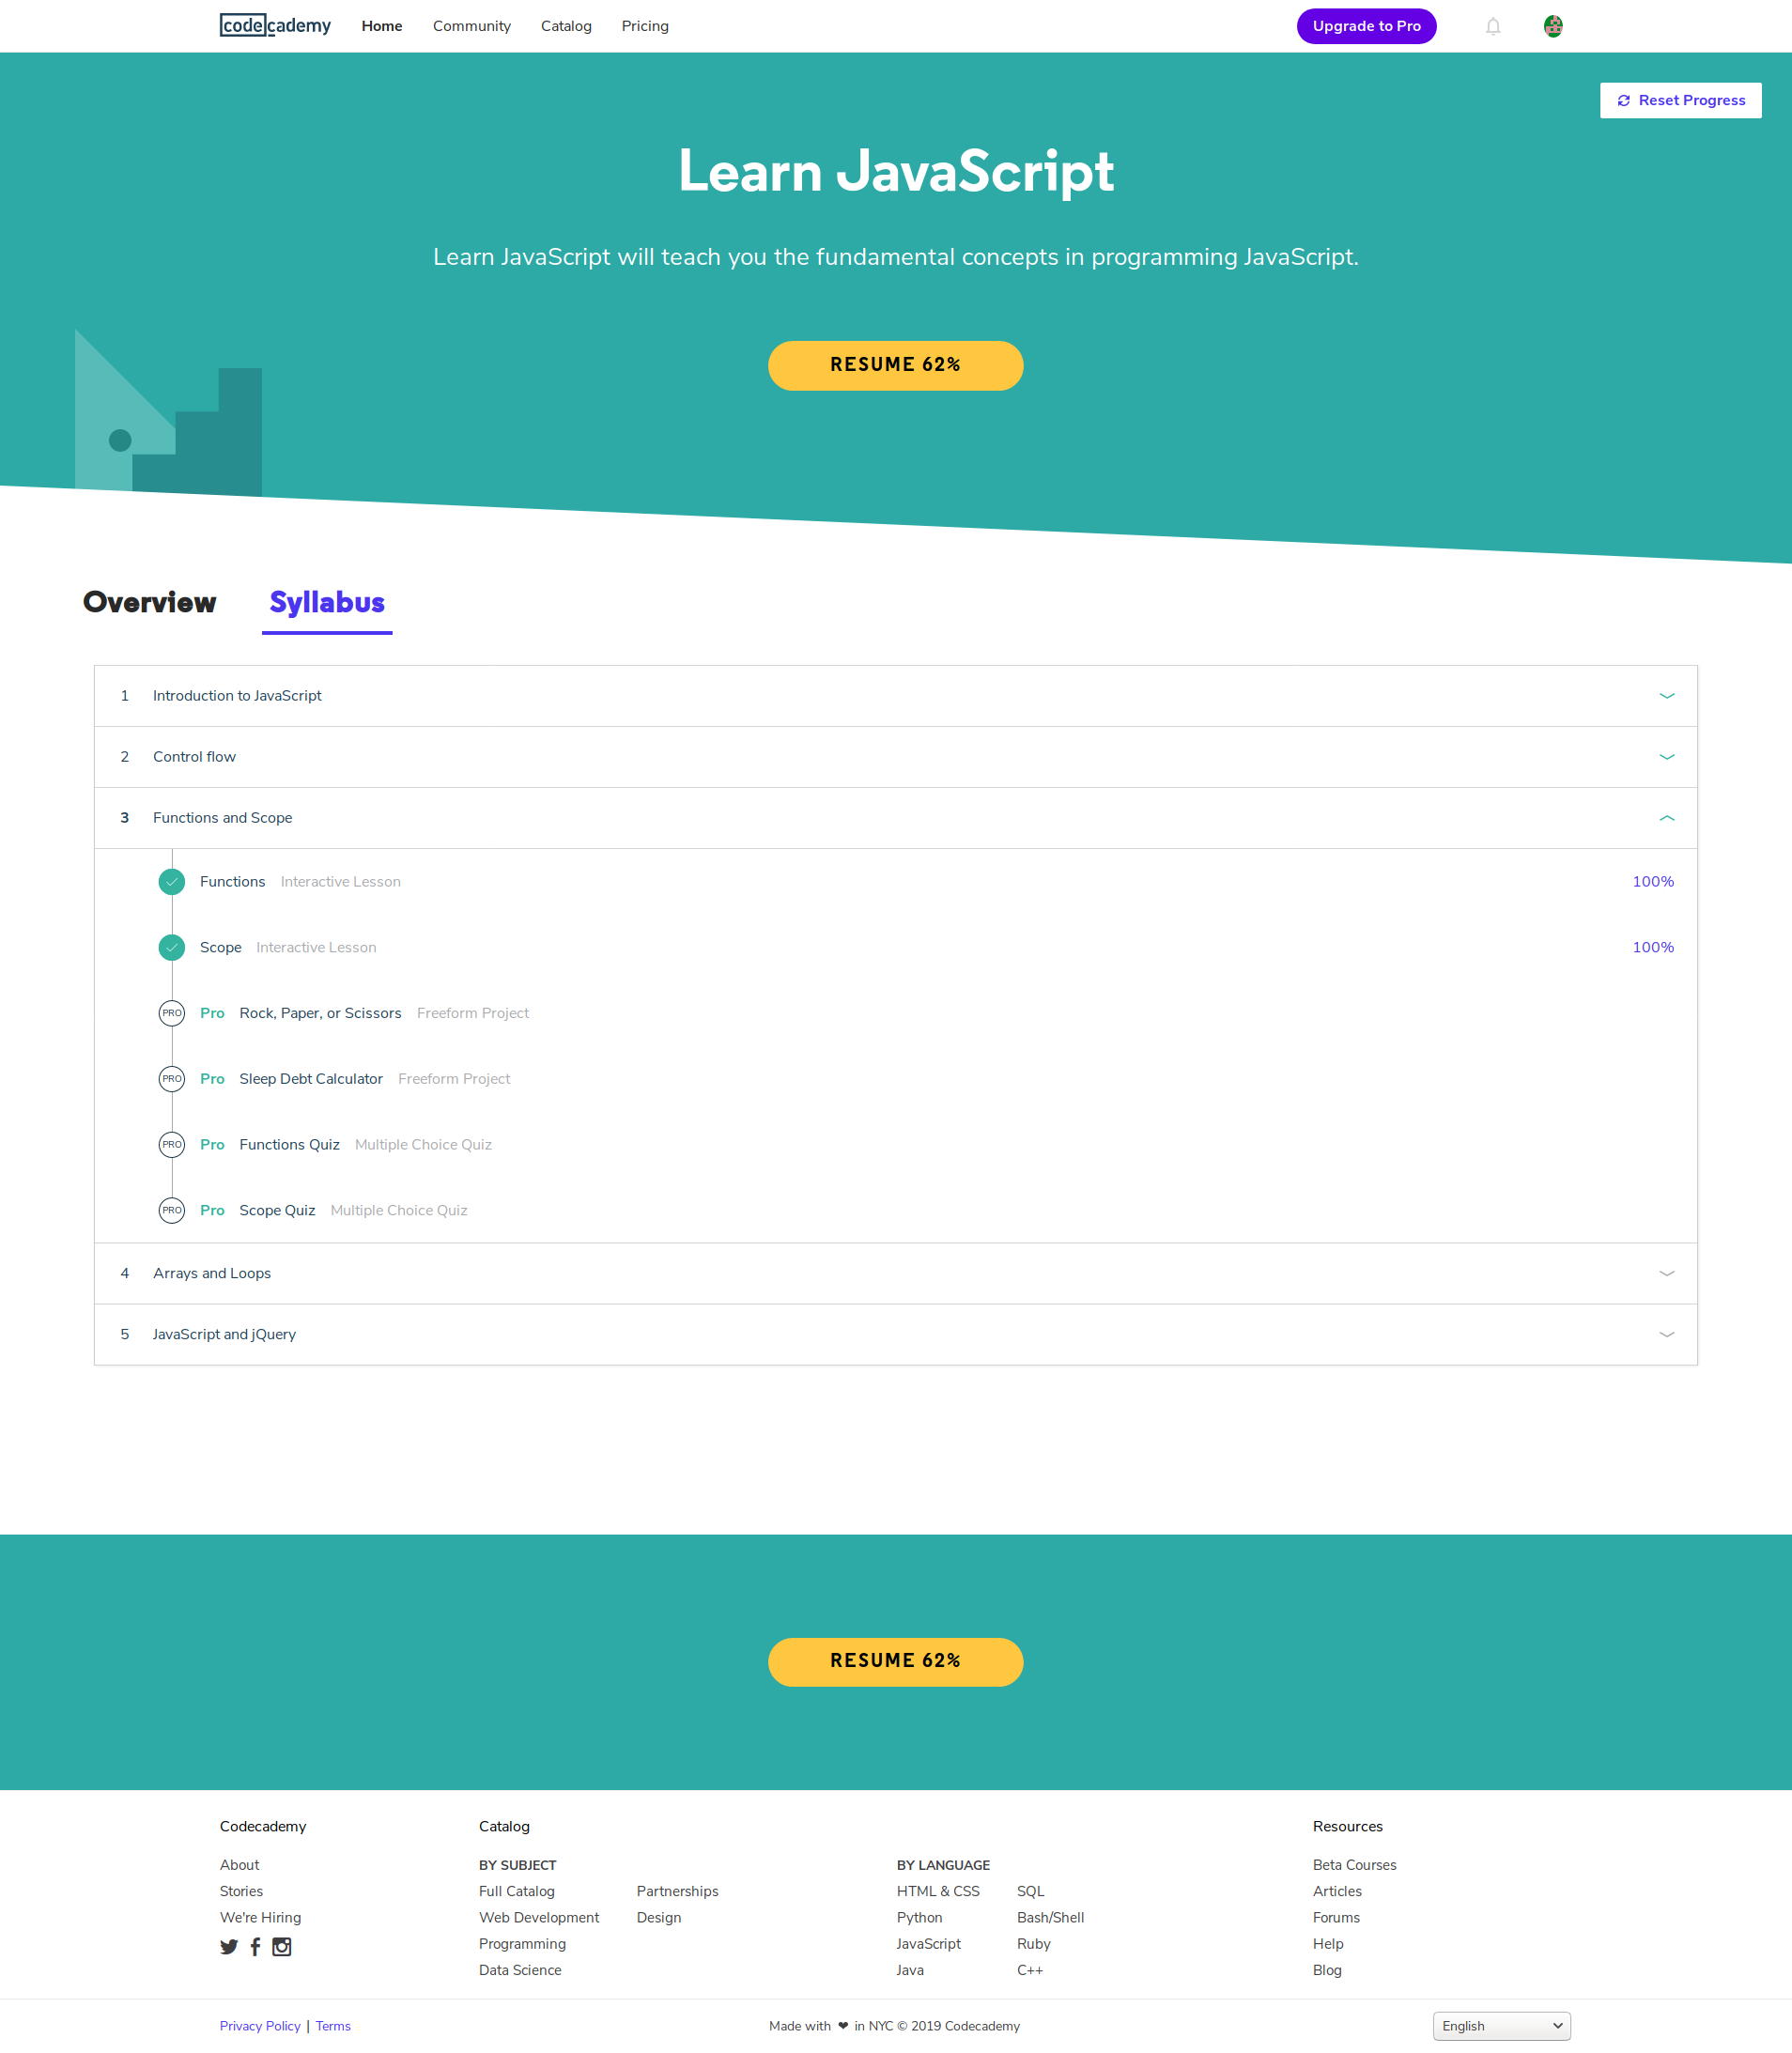 codecademy Home Community Catalog Pricing Upgrade to Pro
Reset Progress
Learn JavaScript
Learn JavaScript will teach you the fundamental concepts in programming JavaScript.
RESUME 62%
Overview Syllabus
1 Introduction to JavaScript
2 Control flow
3 Functions and Scope
Functions Interactive Lesson 100%
Scope Interactive Lesson 100%
PRO Pro Rock, Paper, or Scissors Freeform Project
PRO Pro Sleep Debt Calculator Freeform Project
PRO Pro Functions Quiz Multiple Choice Quiz
PRO Pro Scope Quiz Multiple Choice Quiz
4 Arrays and Loops
5 JavaScript and jQuery
RESUME 62%
Codecademy
About
Stories
We're Hiring
Catalog
BY SUBJECT
Full Catalog
Web Development
Programming
Data Science
Partnerships
Design
BY LANGUAGE
HTML & CSS
Python
JavaScript
Java
SQL
Bash/Shell
Ruby
C++
Resources
Beta Courses
Articles
Forums
Help
Blog
Privacy Policy | Terms
Made with ❤ in NYC © 2019 Codecademy
English